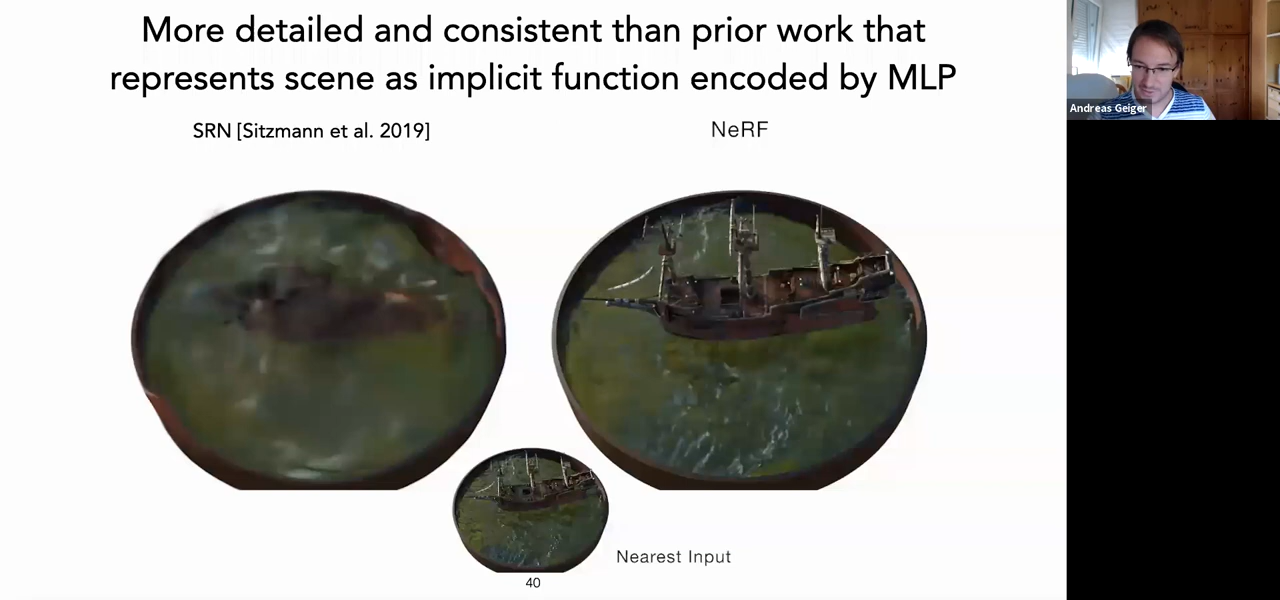 More detailed and consistent than prior work that
represents scene as implicit function encoded by MLP
SRN [Sitzmann et al. 2019]
NeRF
Andreas Geiger
Nearest Input
40